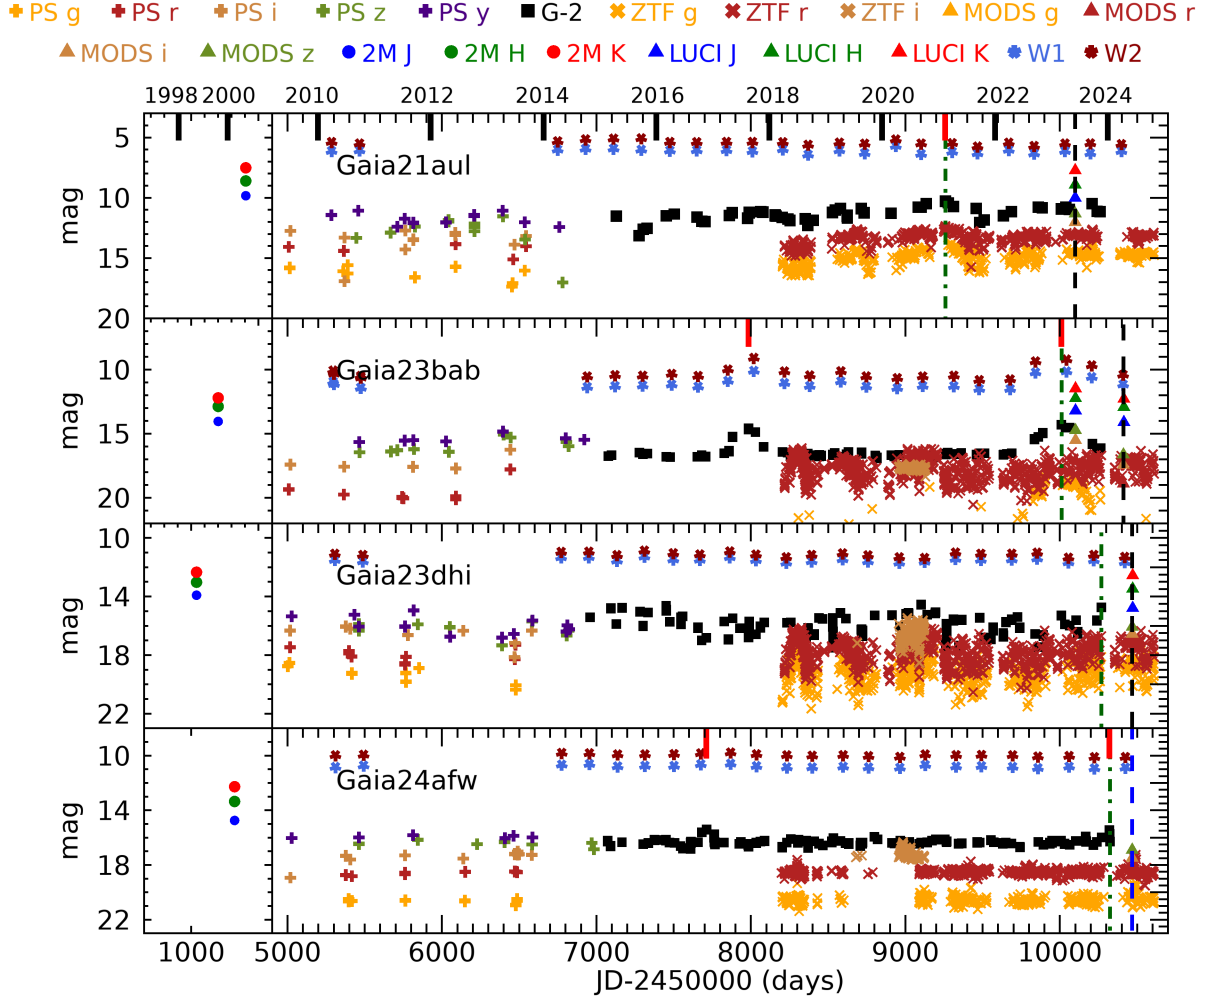 PS g PS r PS i PS z PS y G-2 ZTF g ZTF r ZTF i MODS g MODS r
MODS i MODS z 2M J 2M H 2M K LUCI J LUCI H LUCI K W1 W2
1998 2000 2010 2012 2014 2016 2018 2020 2022 2024
5
Gaia21aul
10
mag
15
20
Gaia23bab
10
mag
15
20
10
Gaia23dhi
14
mag
18
22
10
Gaia24afw
14
mag
18
22
1000 5000 6000 7000 8000 9000 10000
JD-2450000 (days)